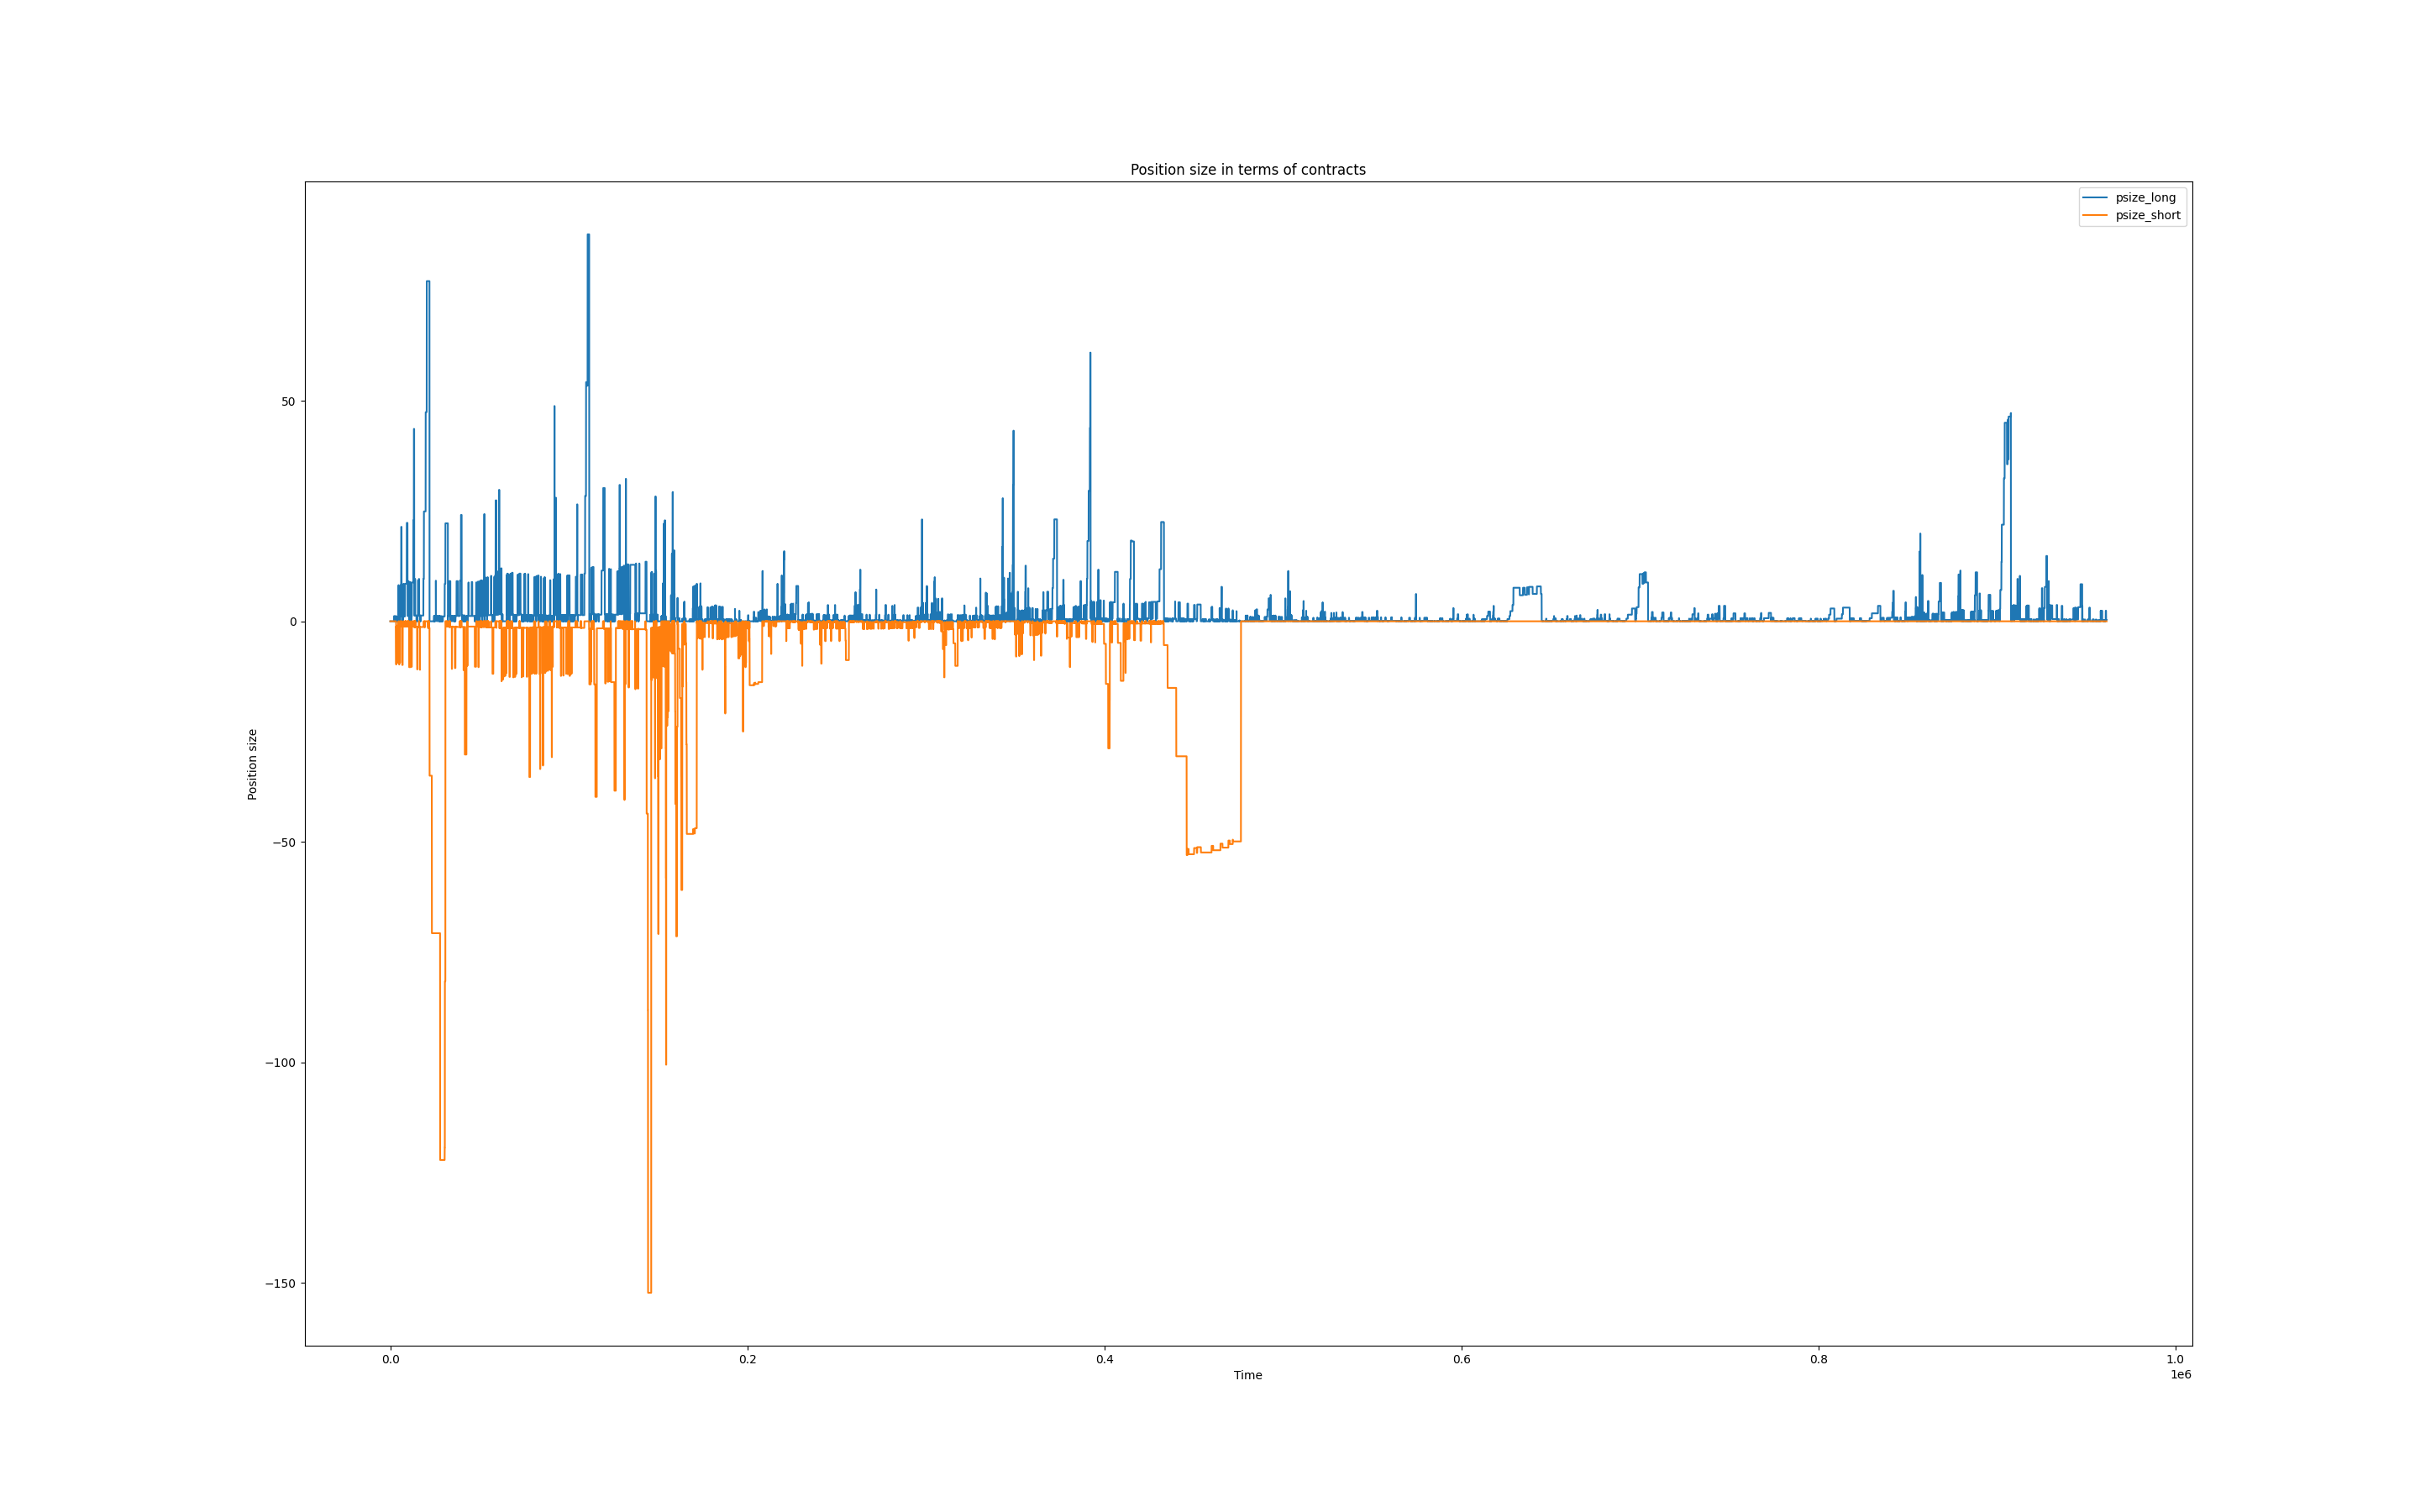 Position size in terms of contracts
psize_long
psize_short
50
0
−50
−100
−150
Position size
0.0
0.2
0.4
0.6
0.8
1.0
1e6
Time